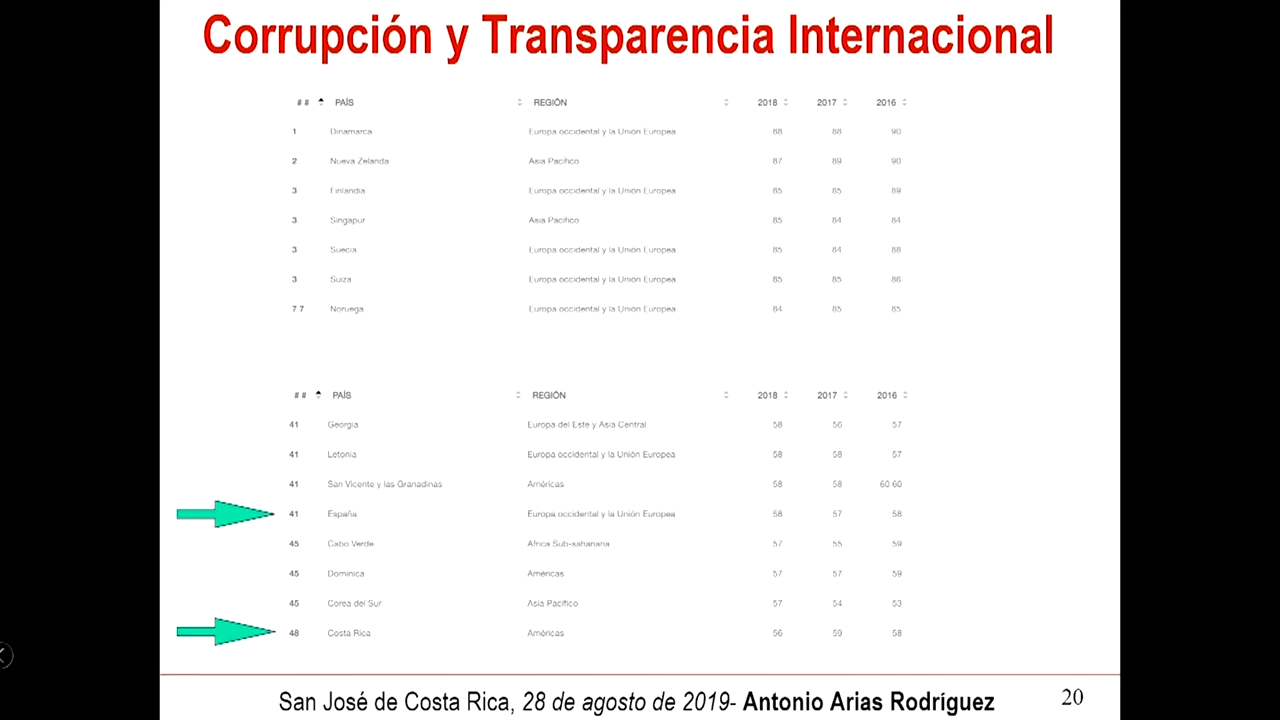 Corrupción y Transparencia Internacional
## PAÍS REGIÓN 2018 2017 2016
1 Dinamarca Europa occidental y la Unión Europea 88 88 90
2 Nueva Zelanda Asia Pacífico 87 89 90
3 Finlandia Europa occidental y la Unión Europea 85 85 89
3 Singapur Asia Pacífico 85 84 84
3 Suecia Europa occidental y la Unión Europea 85 84 88
3 Suiza Europa occidental y la Unión Europea 85 85 86
7 7 Noruega Europa occidental y la Unión Europea 84 85 85
## PAÍS REGIÓN 2018 2017 2016
41 Georgia Europa del Este y Asia Central 58 56 57
41 Letonia Europa occidental y la Unión Europea 58 58 57
41 San Vicente y las Granadinas Américas 58 58 60 60
41 España Europa occidental y la Unión Europea 58 57 58
45 Cabo Verde Africa Sub-sahariana 57 55 59
45 Dominica Américas 57 57 59
45 Corea del Sur Asia Pacífico 57 54 53
48 Costa Rica Américas 56 59 58
San José de Costa Rica, 28 de agosto de 2019- Antonio Arias Rodríguez 20